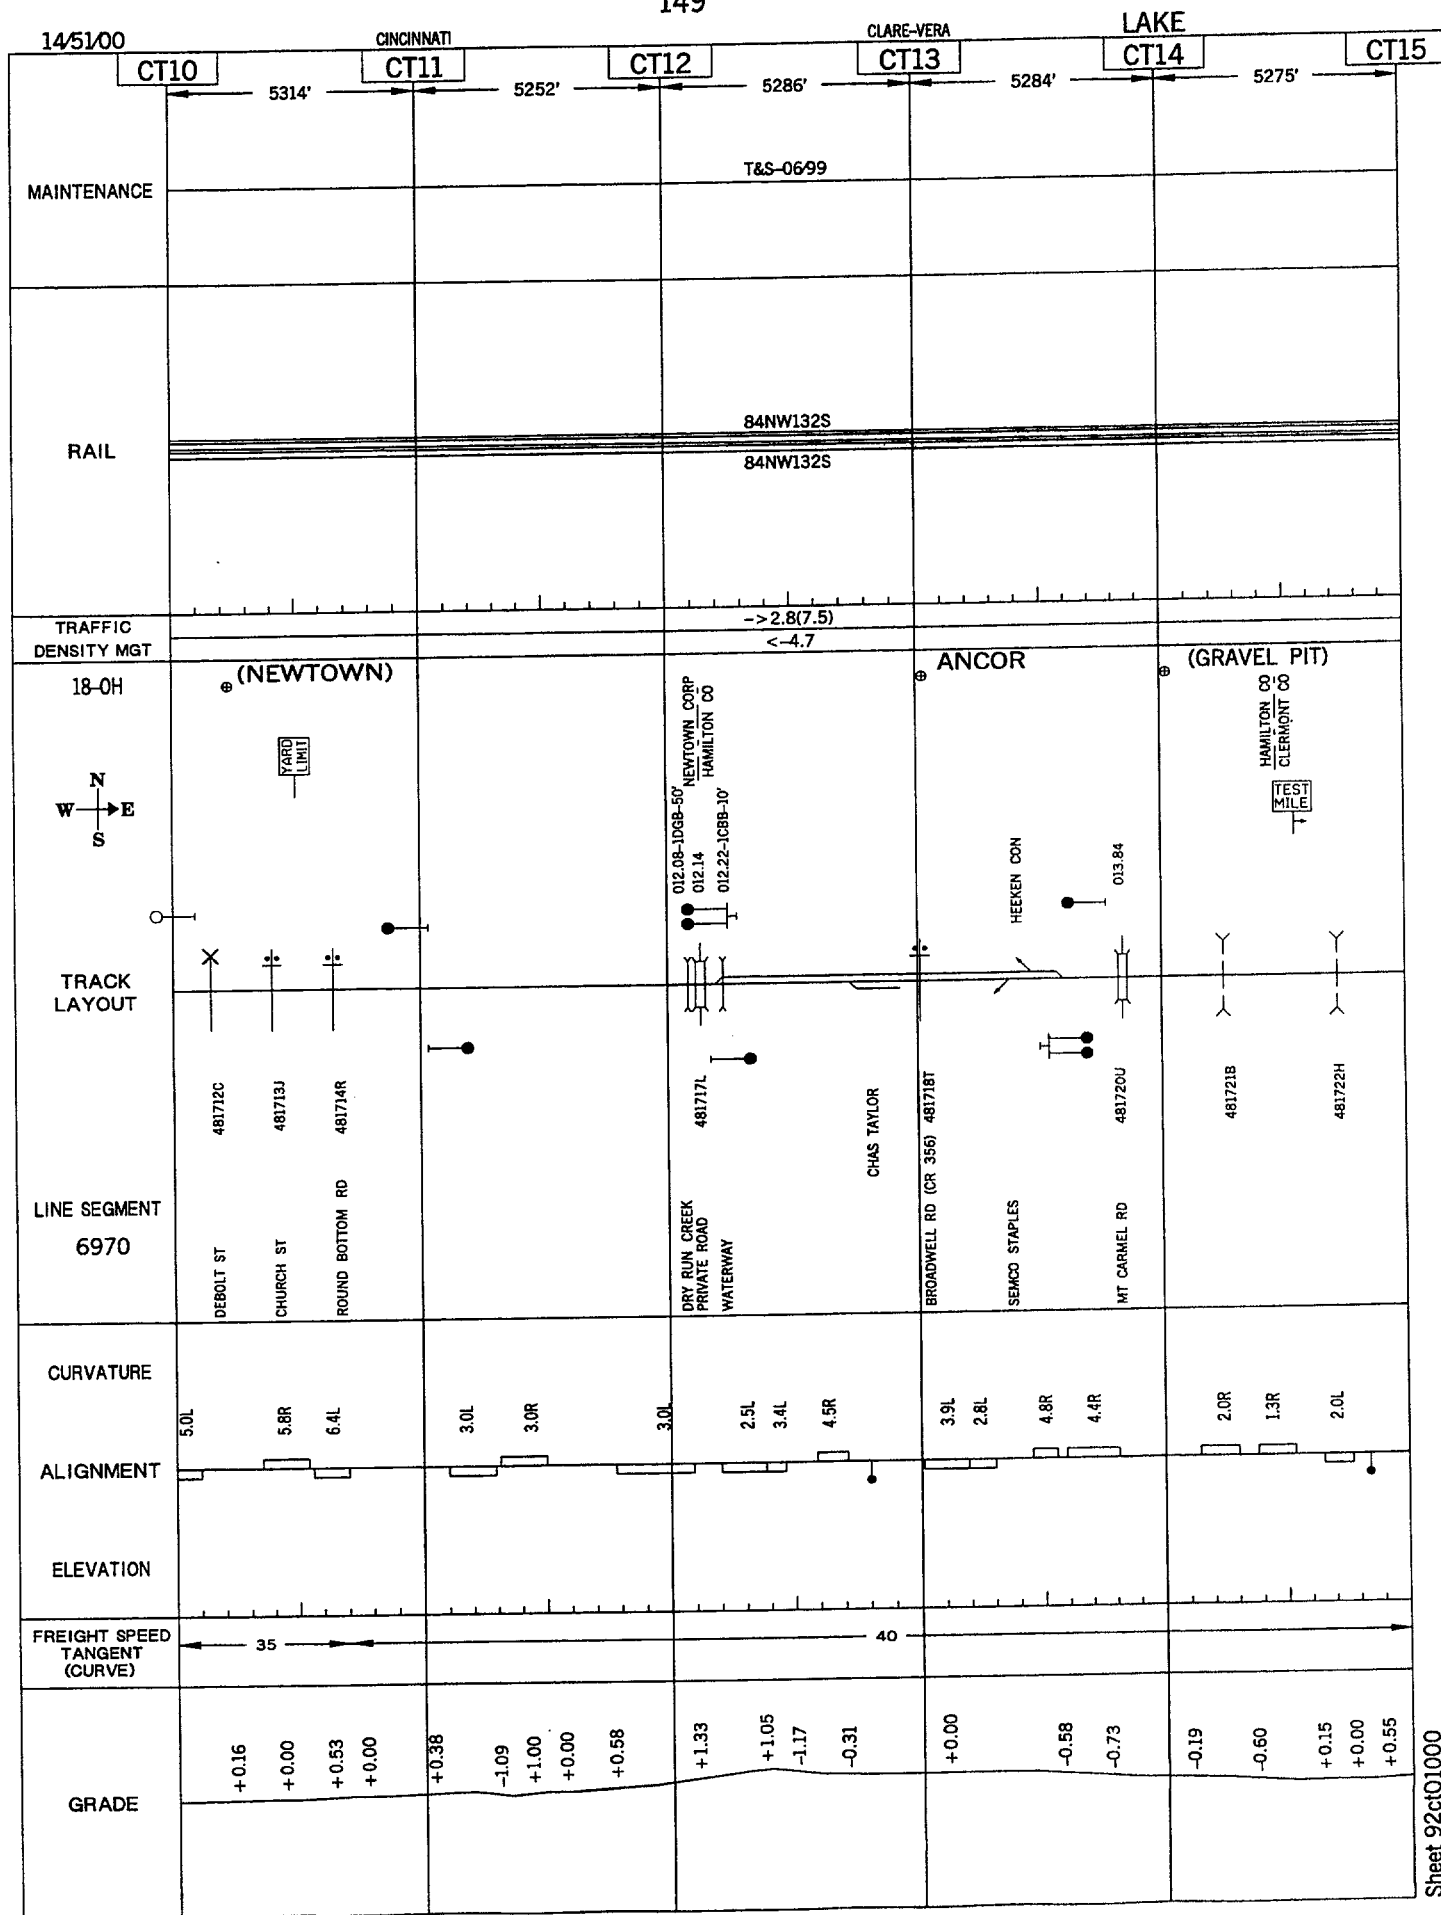 149
14/51/00
CINCINNATI
CLARE-VERA
LAKE
CT10
CT11
CT12
CT13
CT14
CT15
5314'
5252'
5286'
5284'
5275'
MAINTENANCE
T&S-06/99
RAIL
84NW132S
84NW132S
TRAFFIC
DENSITY MGT
->2.8(7.5)
<-4.7
18-OH
(NEWTOWN)
ANCOR
(GRAVEL PIT)
YARD
LIMIT
N
W
E
S
012.08-1DGB-50'
012.14
NEWTOWN CORP
HAMILTON CO
012.22-1CBB-10'
HEEKEN CON
013.84
HAMILTON CO
CLERMONT CO
TEST
MILE
TRACK
LAYOUT
481712C
481713J
481714R
481717L
CHAS TAYLOR
481718T
481720U
481721B
481722H
LINE SEGMENT
6970
DEBOLT ST
CHURCH ST
ROUND BOTTOM RD
DRY RUN CREEK
PRIVATE ROAD
WATERWAY
BROADWELL RD (CR 356)
SEMCO STAPLES
MT CARMEL RD
CURVATURE
5.0L
5.8R
6.4L
3.0L
3.0R
3.0L
2.5L
3.4L
4.5R
3.9L
2.8L
4.8R
4.4R
2.0R
1.3R
2.0L
ALIGNMENT
ELEVATION
FREIGHT SPEED
TANGENT
(CURVE)
35
40
GRADE
+0.16
+0.00
+0.53
+0.00
+0.38
-1.09
+1.00
+0.00
+0.58
+1.33
+1.05
-1.17
-0.31
+0.00
-0.58
-0.73
-0.19
-0.60
+0.15
+0.00
+0.55
Sheet 92ct01000